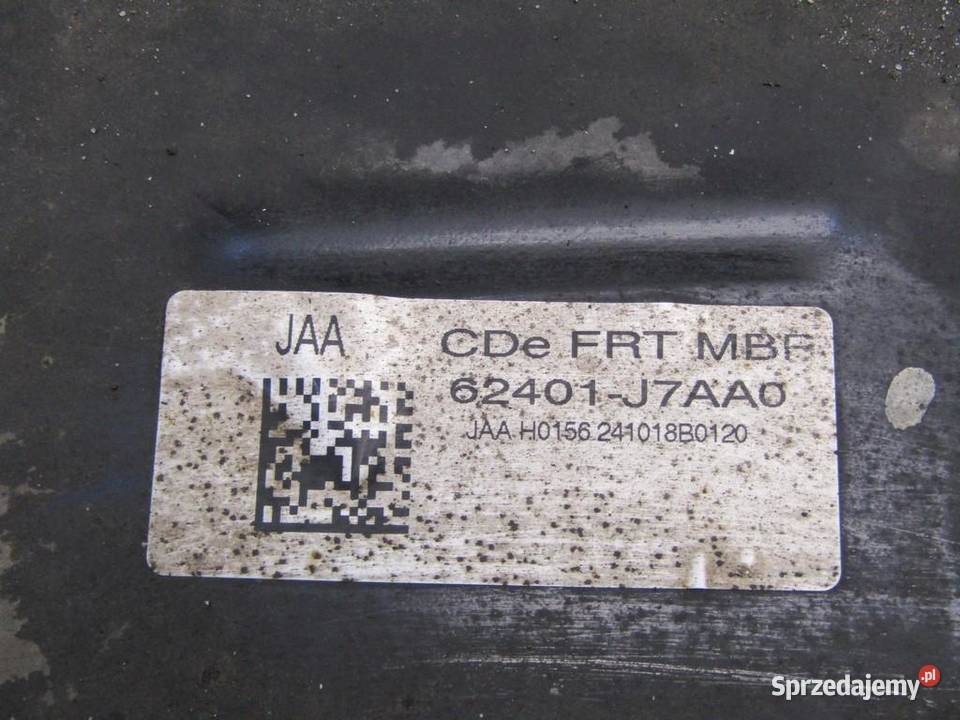 JAA
CDe FRT MBR
62401-J7AA0
JAA H0156 241018B0120
Sprzedajemy.pl